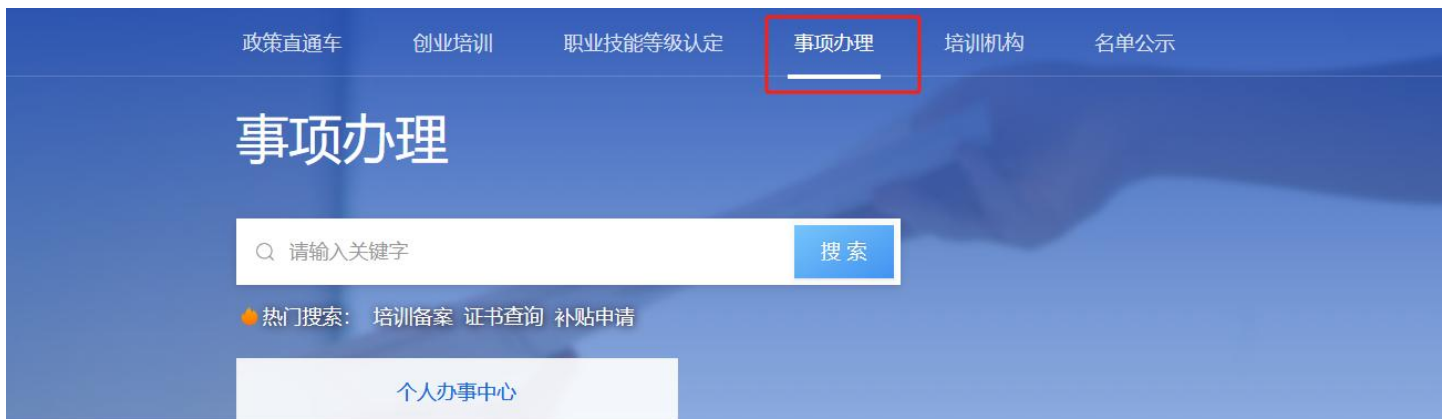 政策直通车 创业培训 职业技能等级认定 事项办理 培训机构 名单公示
事项办理
请输入关键字 搜索
热门搜索： 培训备案 证书查询 补贴申请
个人办事中心